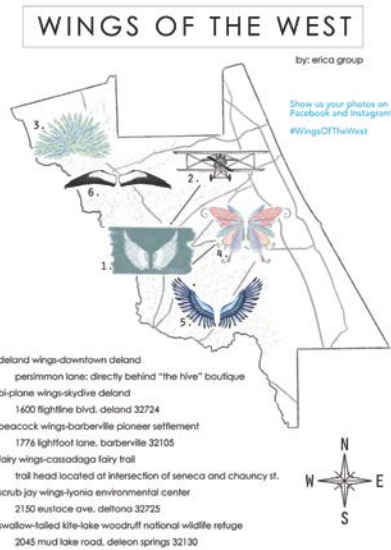 WINGS OF THE WEST
by: erica group
Show us your photos on
Facebook and Instagram
#WingsOfTheWest
3.
6.
2.
1.
4.
5.
deland wings-downtown deland
persimmon lane: directly behind "the hive" boutique
bi-plane wings-skydive deland
1600 flightline blvd. deland 32724
peacock wings-barberville pioneer settlement
1776 lightfoot lane, barberville 32105
fairy wings-cassadaga fairy trail
trail head located at intersection of seneca and chauncy st.
scrub jay wings-lyonia environmental center
2150 eustace ave. deltona 32725
swallow-tailed kite-lake woodruff national wildlife refuge
2045 mud lake road, deleon springs 32130
N
W E
S